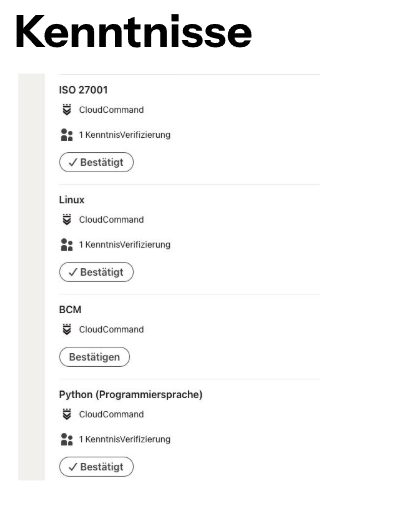 Kenntnisse
ISO 27001
CloudCommand
1 KenntnisVerifizierung
✓ Bestätigt
Linux
CloudCommand
1 KenntnisVerifizierung
✓ Bestätigt
BCM
CloudCommand
Bestätigen
Python (Programmiersprache)
CloudCommand
1 KenntnisVerifizierung
✓ Bestätigt